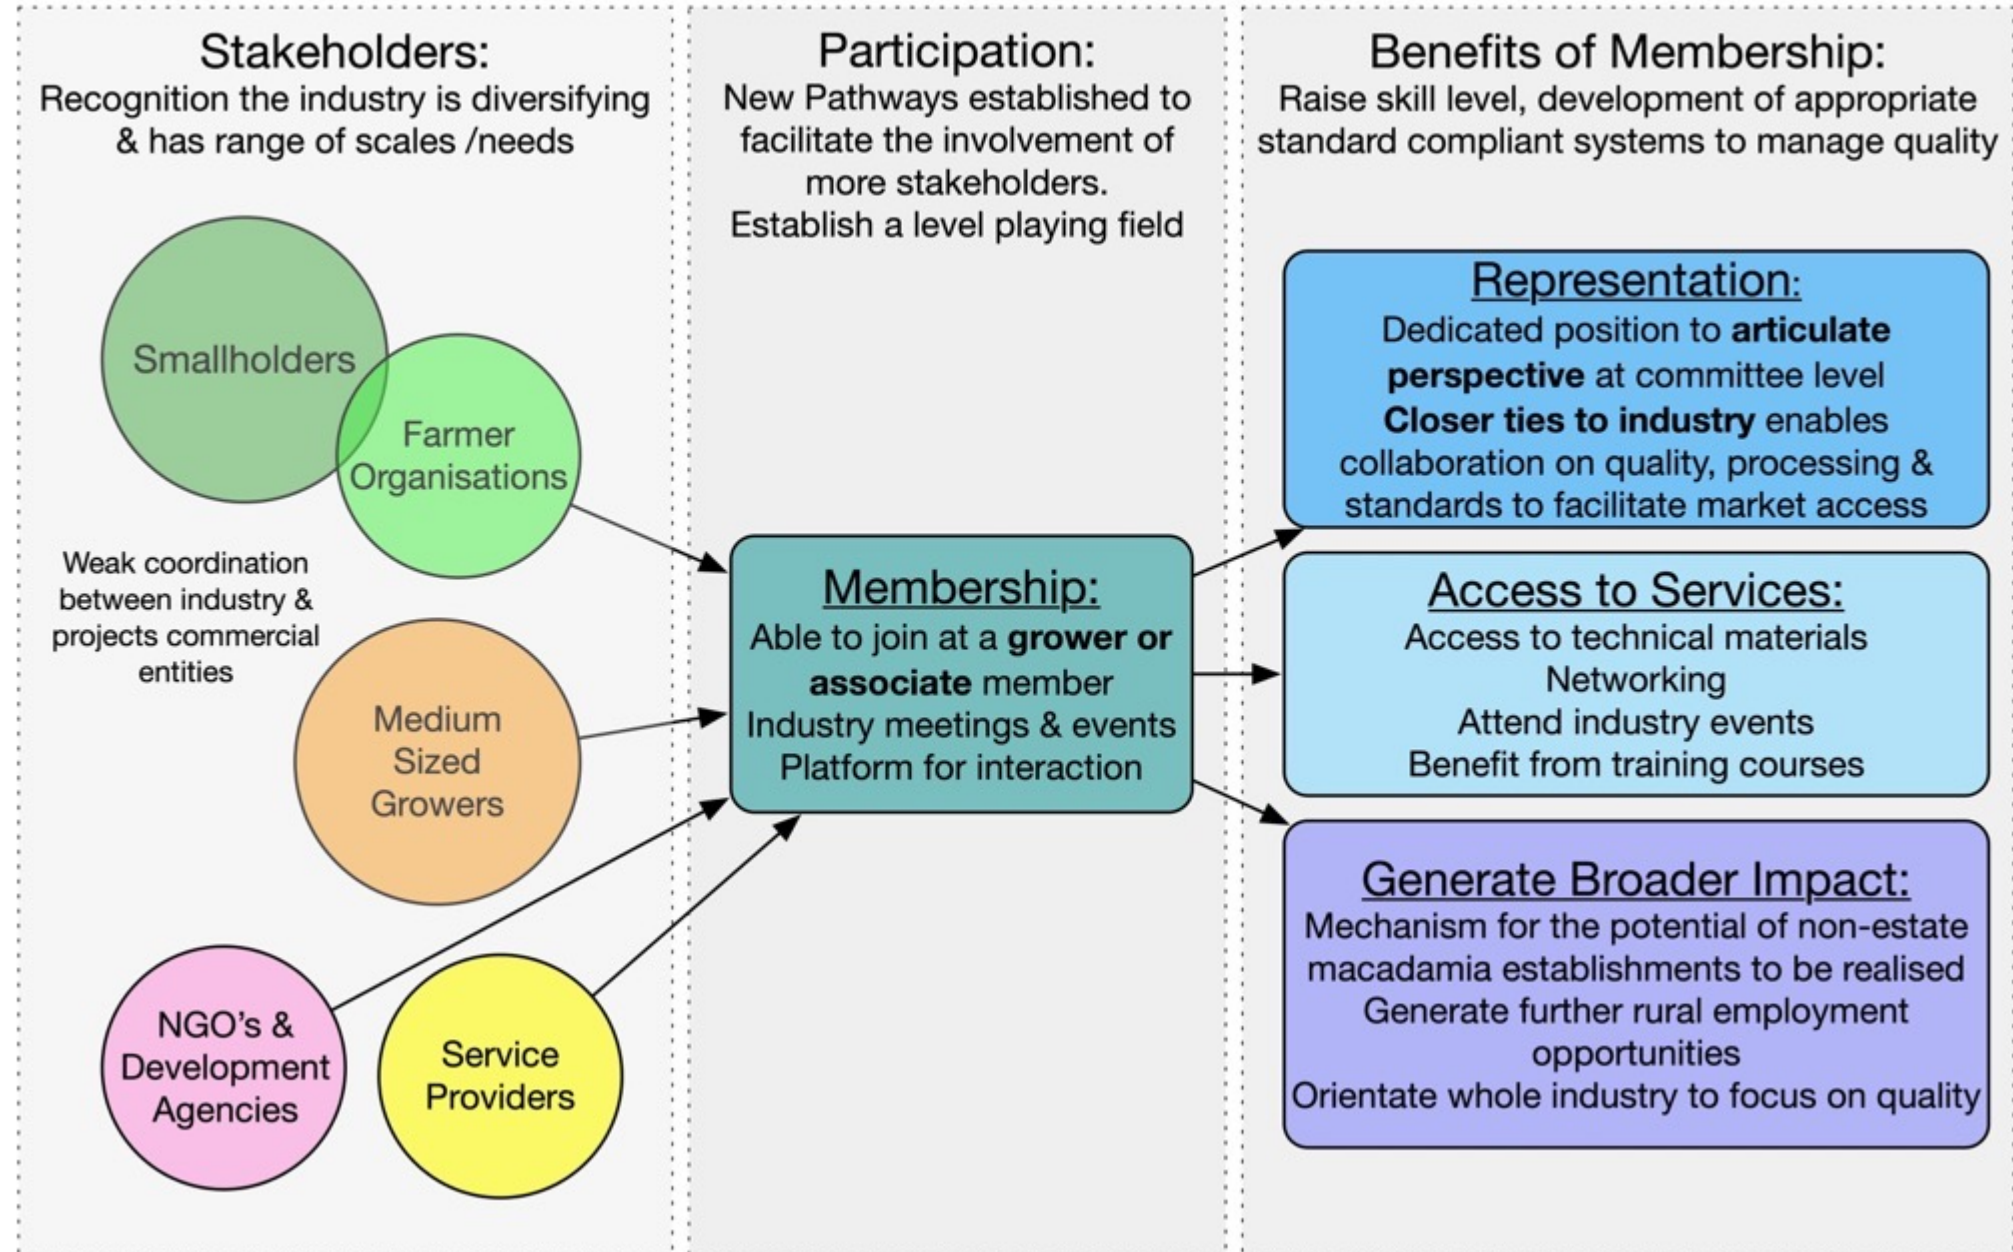 Stakeholders:
Recognition the industry is diversifying
& has range of scales /needs
Smallholders
Farmer
Organisations
Weak coordination
between industry &
projects commercial
entities
Medium
Sized
Growers
NGO's &
Development
Agencies
Service
Providers
Participation:
New Pathways established to
facilitate the involvement of
more stakeholders.
Establish a level playing field
Membership:
Able to join at a grower or
associate member
Industry meetings & events
Platform for interaction
Benefits of Membership:
Raise skill level, development of appropriate
standard compliant systems to manage quality
Representation:
Dedicated position to articulate
perspective at committee level
Closer ties to industry enables
collaboration on quality, processing &
standards to facilitate market access
Access to Services:
Access to technical materials
Networking
Attend industry events
Benefit from training courses
Generate Broader Impact:
Mechanism for the potential of non-estate
macadamia establishments to be realised
Generate further rural employment
opportunities
Orientate whole industry to focus on quality